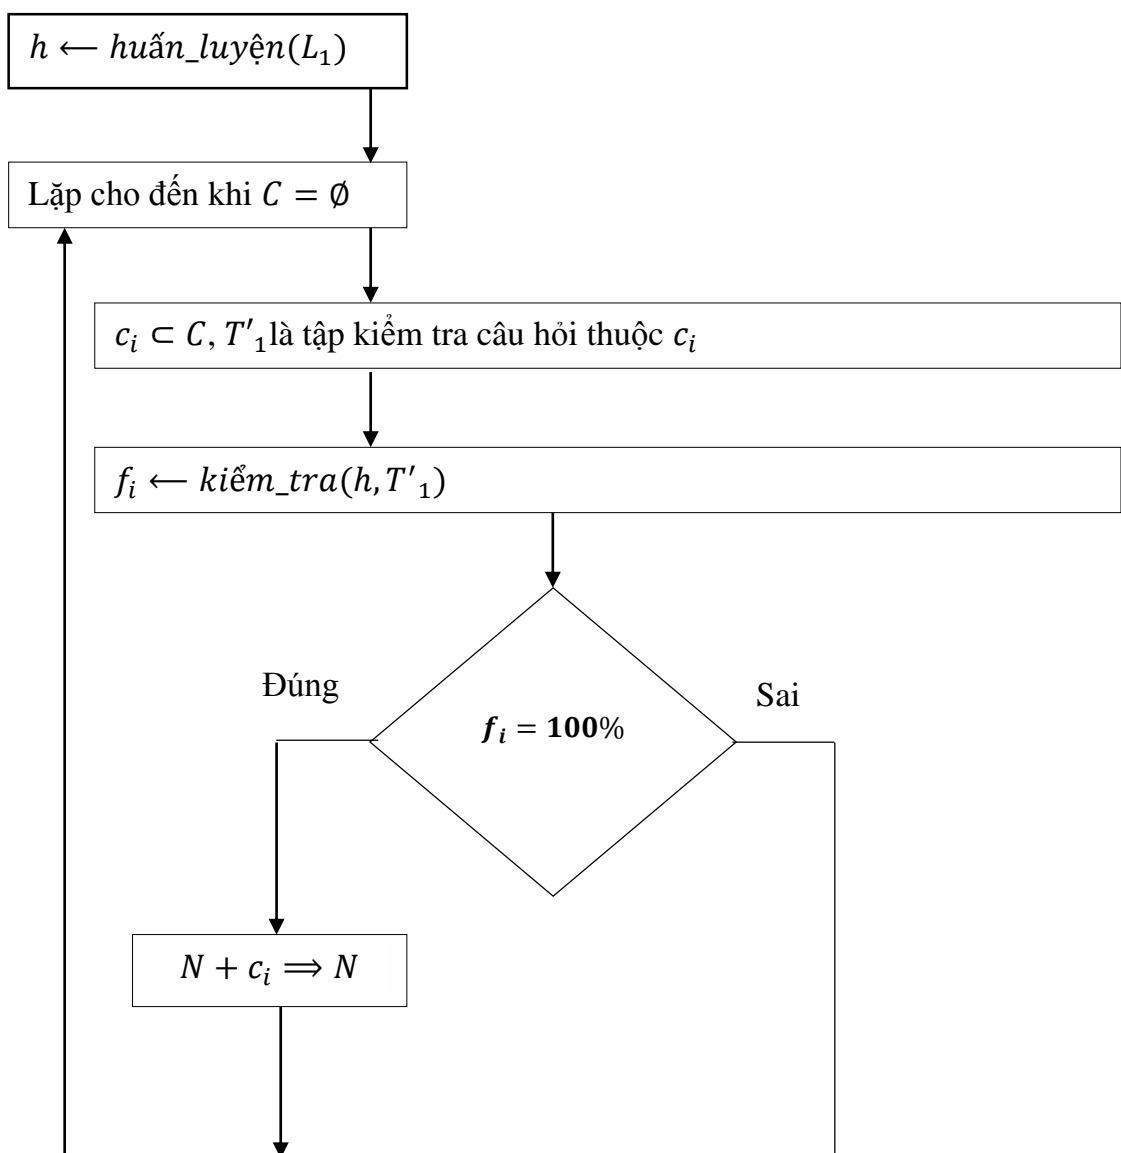 h ⟵ huấn_luyện(L₁)
Lặp cho đến khi C = ∅
cᵢ ⊂ C, T′₁là tập kiểm tra câu hỏi thuộc cᵢ
fᵢ ⟵ kiểm_tra(h, T′₁)
Đúng
Sai
fᵢ = 100%
N + cᵢ ⟹ N